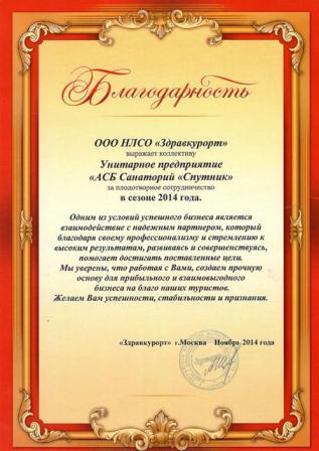 Благодарность
ООО НЛСО «Здравкурорт»
выражает коллективу
Унитарное предприятие
«АСБ Санаторий «Спутник»
за плодотворное сотрудничество
в сезоне 2014 года.
Одним из условий успешного бизнеса является
взаимодействие с надежным партнером, который
благодаря своему профессионализму и стремлению к
высоким результатам, развиваясь и совершенствуясь,
помогает достигать поставленные цели.
Мы уверены, что работая с Вами, создаем прочную
основу для прибыльного и взаимовыгодного
бизнеса на благо наших туристов.
Желаем Вам успешности, стабильности и признания.
«Здравкурорт» г.Москва Ноябрь 2014 года